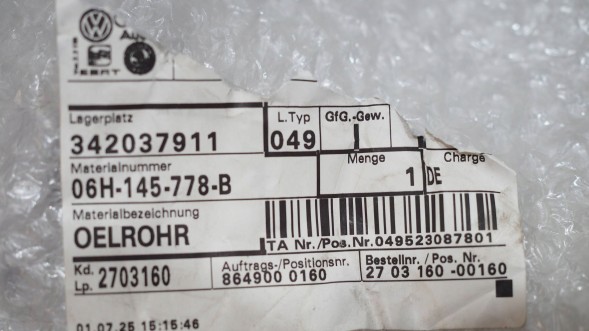 SEAT
Lagerplatz
342037911
L.Typ
049
GfG.-Gew.
Materialnummer
06H-145-778-B
Menge
1
Charge
DE
Materialbezeichnung
OELROHR
TA Nr./Pos.Nr.049523087801
Kd.
Lp. 2703160
Auftrags-/Positionsnr.
864900 0160
Bestellnr. /Pos. Nr.
27 03 160 -00160
01.07.25 15:15:46